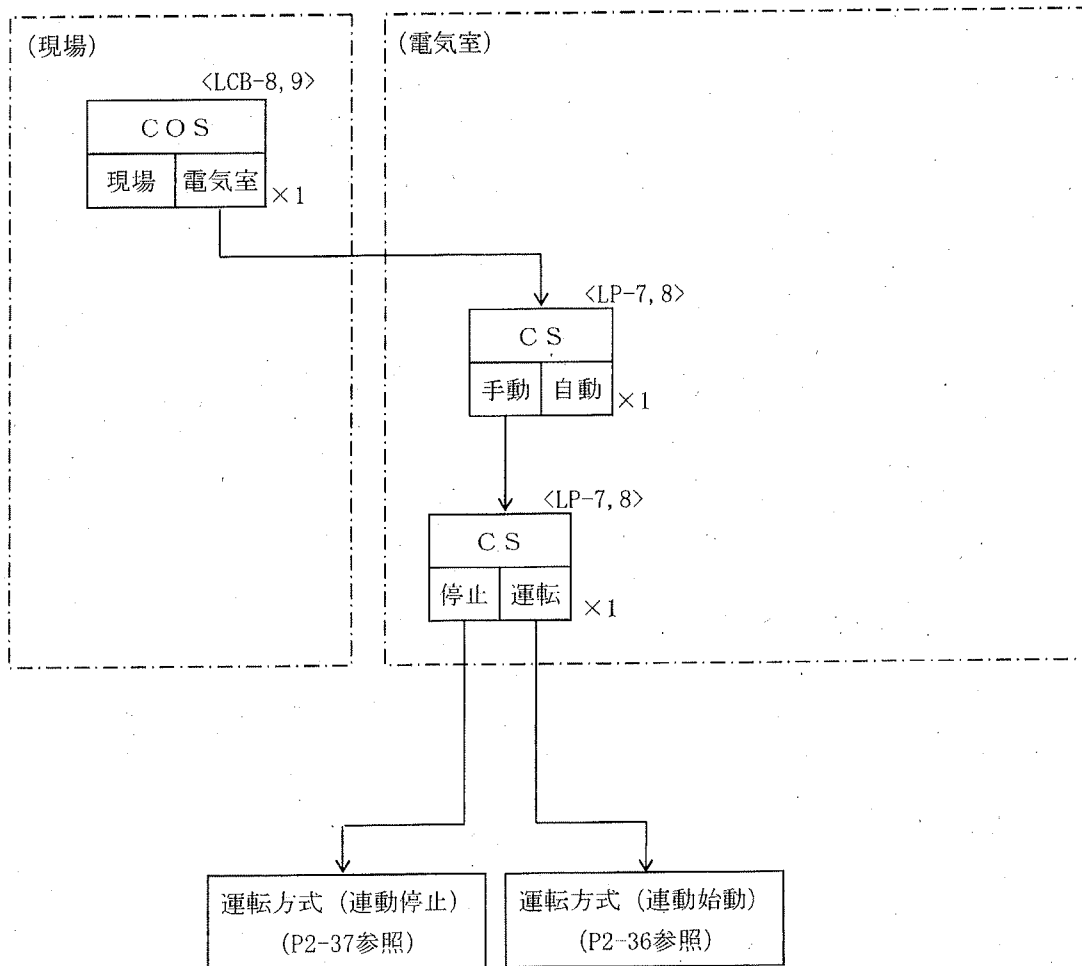 (現場)
(電気室)
<LCB-8,9>
COS
現場 電気室 ×1
<LP-7,8>
CS
手動 自動 ×1
<LP-7,8>
CS
停止 運転 ×1
運転方式(連動停止)
(P2-37参照)
運転方式(連動始動)
(P2-36参照)